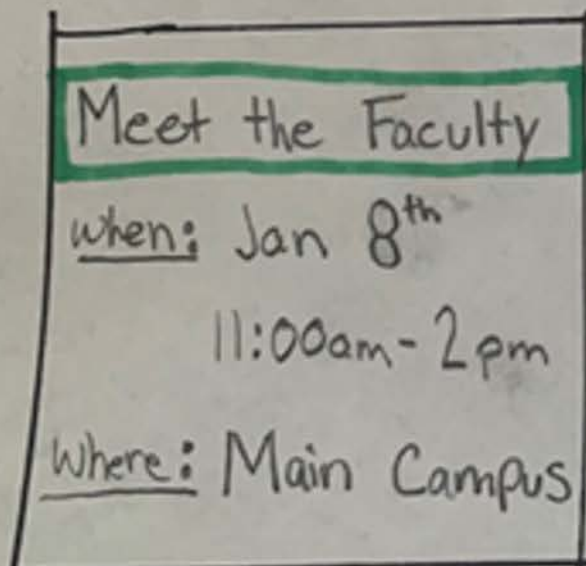 Meet the Faculty
when: Jan 8th
11:00am - 2pm
Where: Main Campus